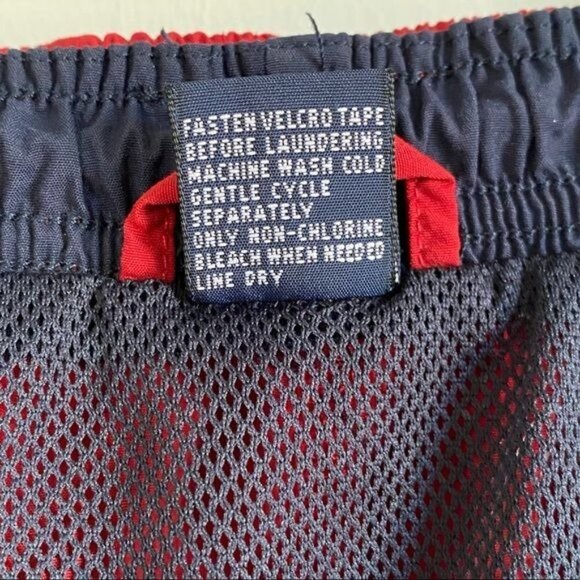 FASTEN VELCRO TAPE
BEFORE LAUNDERING
MACHINE WASH COLD
GENTLE CYCLE
SEPARATELY
ONLY NON-CHLORINE
BLEACH WHEN NEEDED
LINE DRY